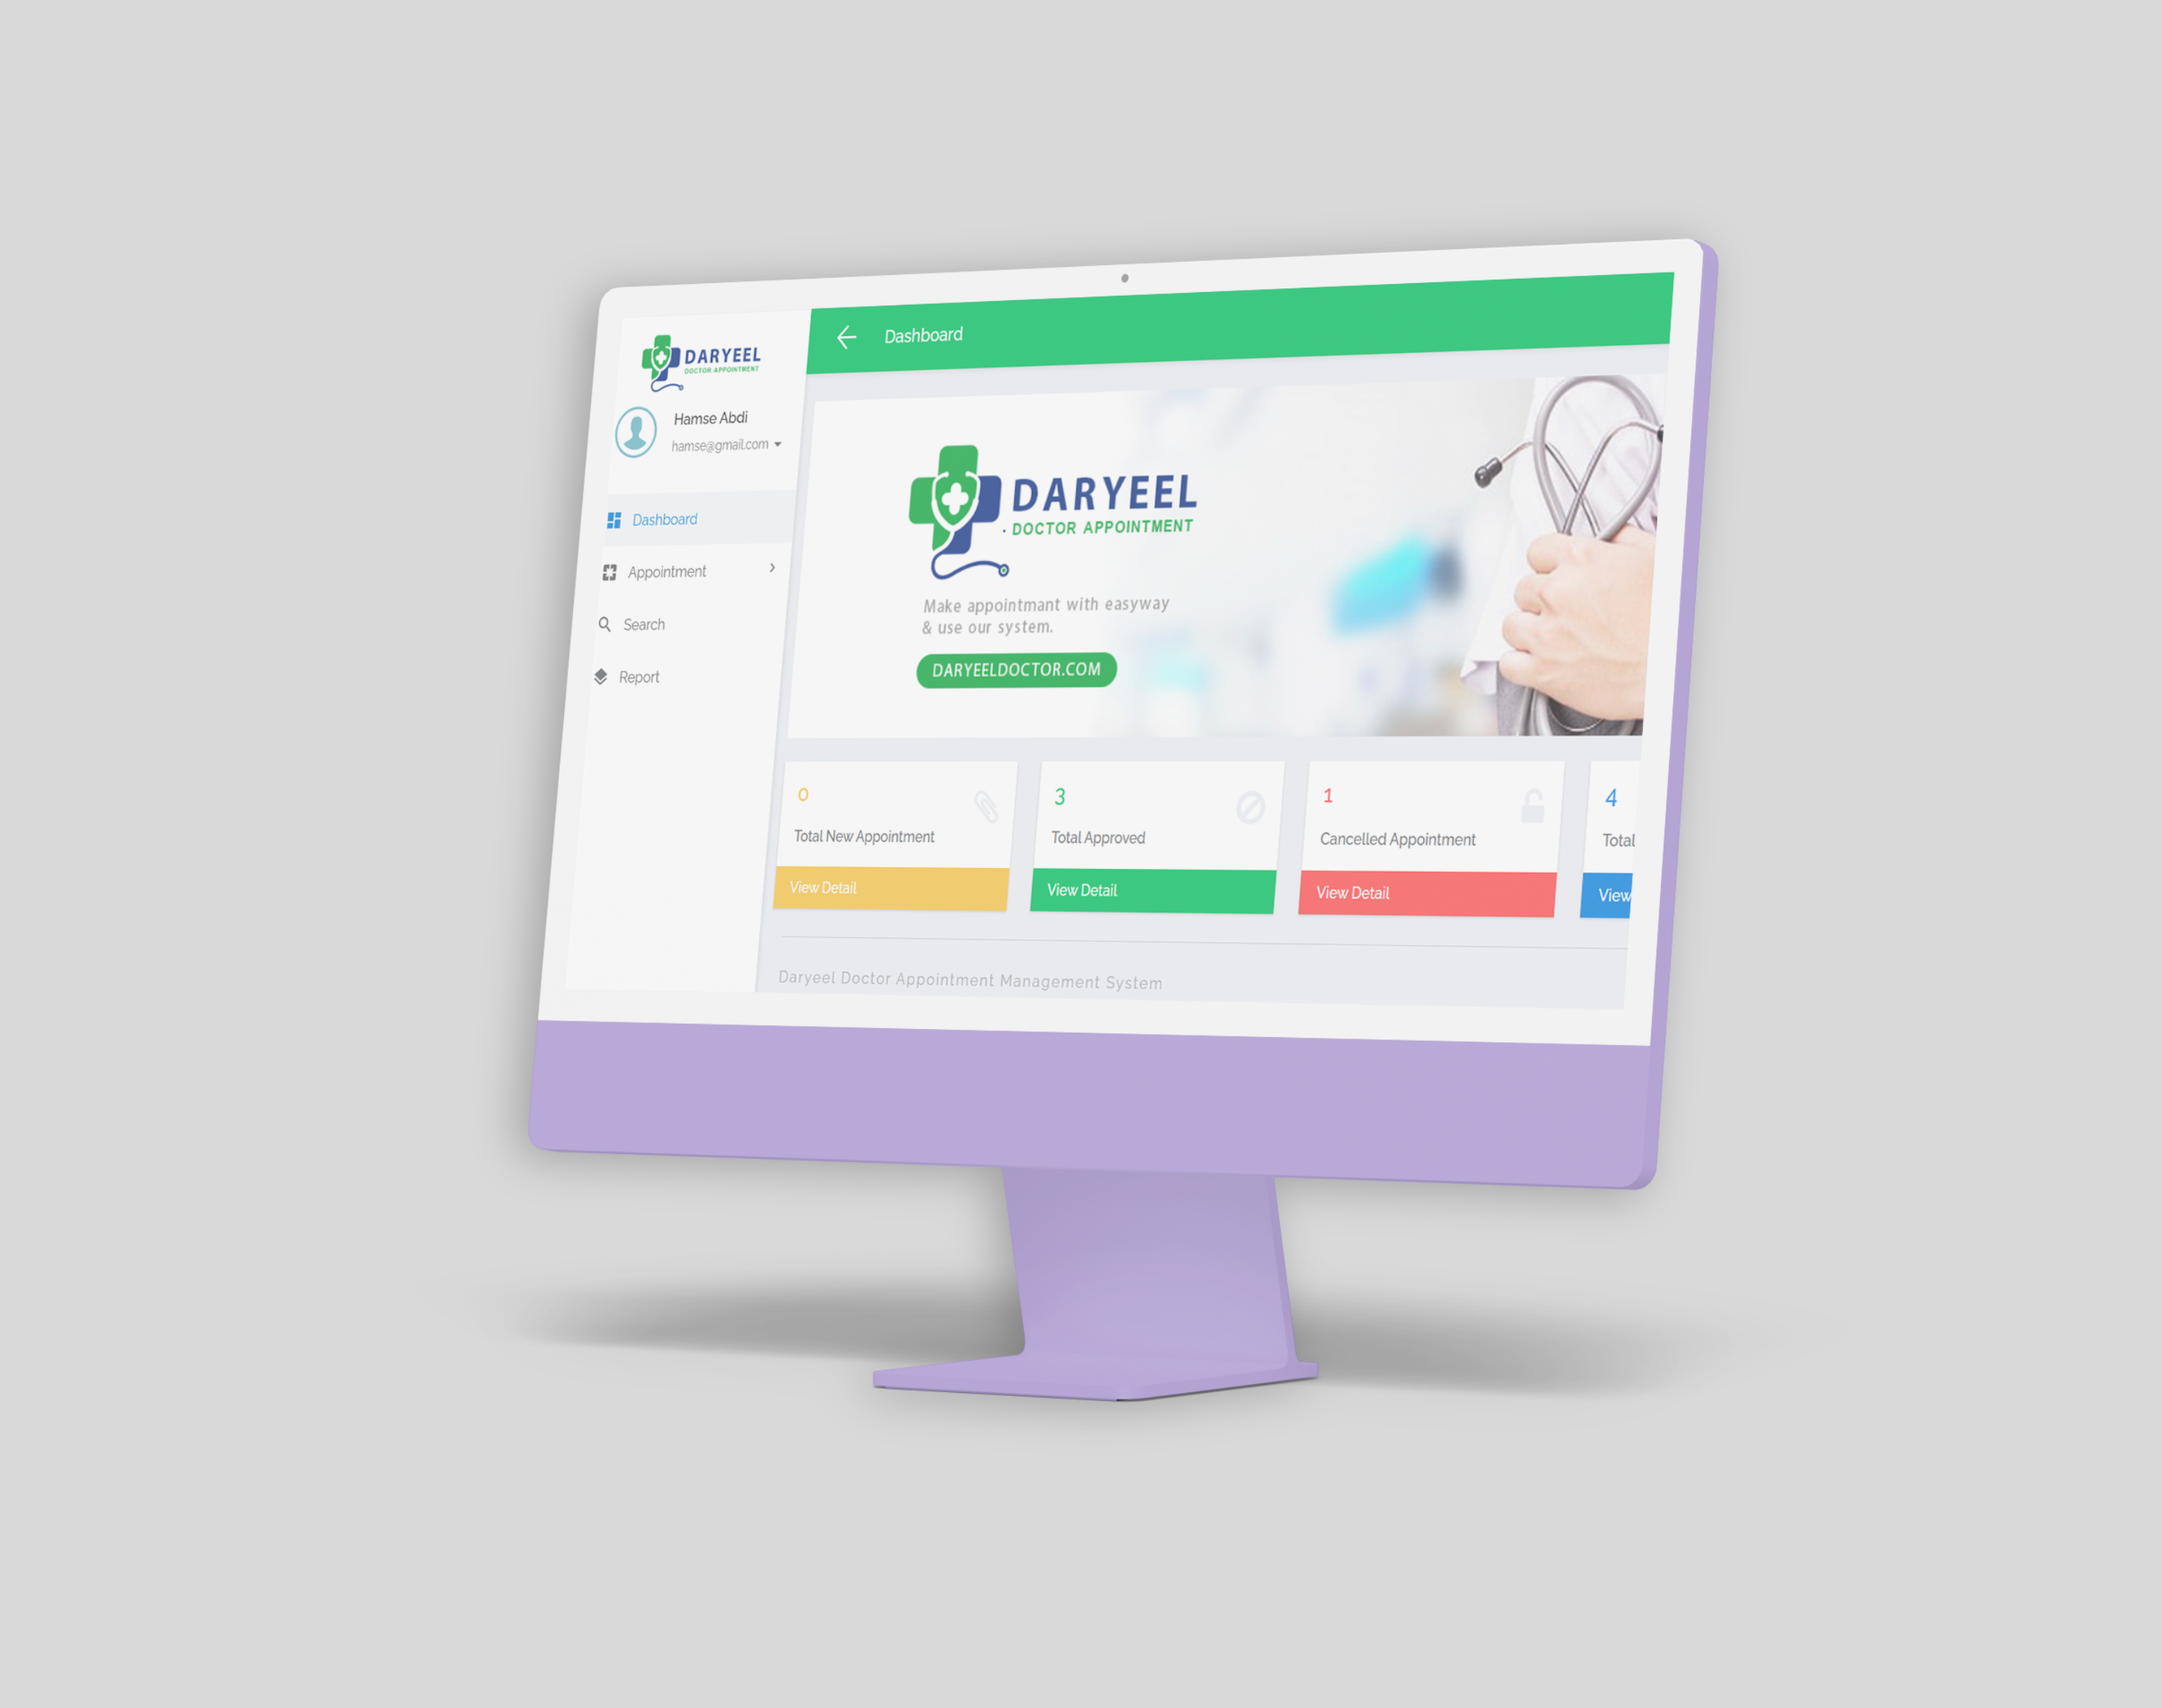 DARYEEL
DOCTOR APPOINTMENT
Hamse Abdi
hamse@gmail.com
Dashboard
Appointment
Search
Report
Dashboard
DARYEEL
DOCTOR APPOINTMENT
Make appointmant with easyway
& use our system.
DARYEELDOCTOR.COM
0
Total New Appointment
View Detail
3
Total Approved
View Detail
1
Cancelled Appointment
View Detail
4
Total
View
Daryeel Doctor Appointment Management System